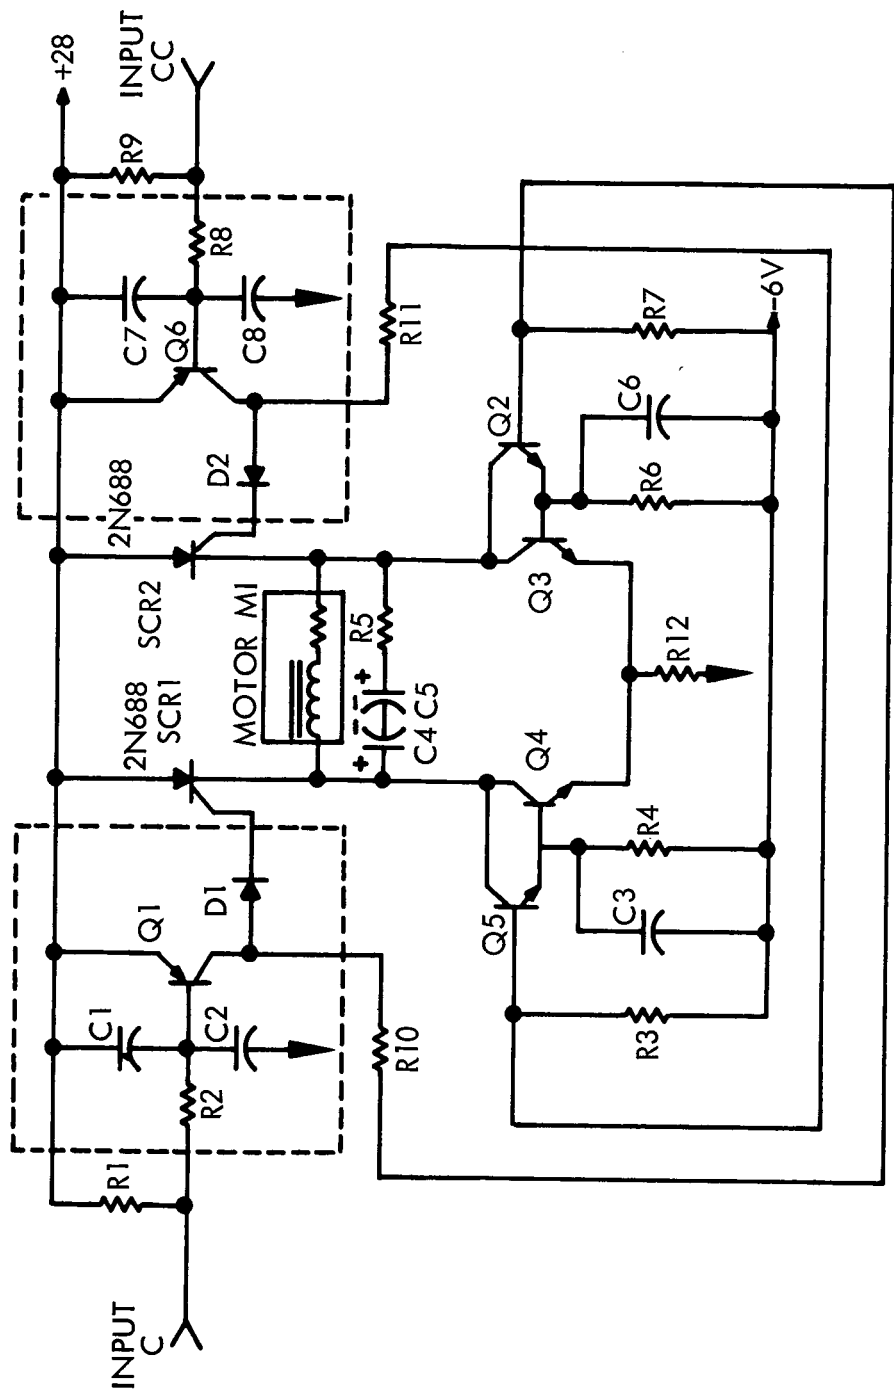 +28
INPUT
CC
R9
R8
C7
C8
Q6
D2
R11
2N688
SCR2
2N688
SCR1
MOTOR M1
R5
+
-
-
+
C4 C5
Q1
D1
C1
C2
R2
R1
INPUT
C
R10
Q2
Q3
Q4
Q5
R12
R7
C6
R6
R4
C3
R3
-6V